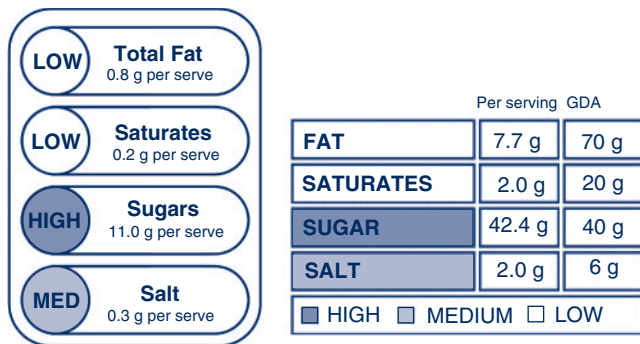 LOW Total Fat
0.8 g per serve
LOW Saturates
0.2 g per serve
HIGH Sugars
11.0 g per serve
MED Salt
0.3 g per serve
Per serving GDA
FAT 7.7 g 70 g
SATURATES 2.0 g 20 g
SUGAR 42.4 g 40 g
SALT 2.0 g 6 g
HIGH MEDIUM LOW